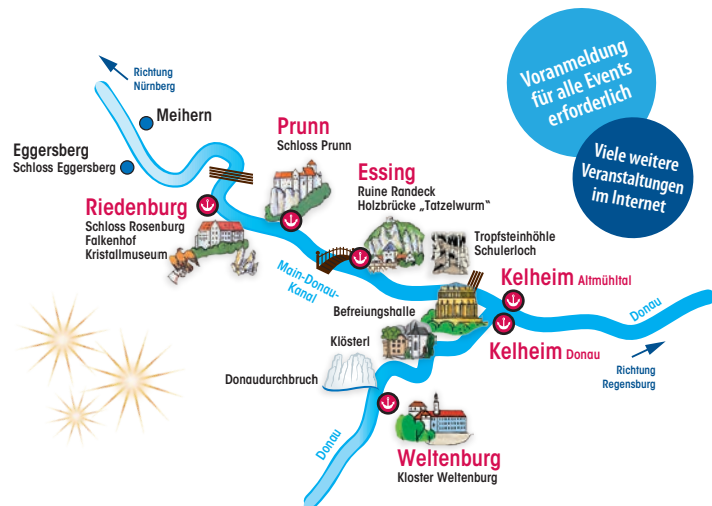 Richtung
Nürnberg
Meihern
Eggersberg
Schloss Eggersberg
Prunn
Schloss Prunn
Essing
Ruine Randeck
Holzbrücke „Tatzelwurm“
Riedenburg
Schloss Rosenburg
Falkenhof
Kristallmuseum
Tropfsteinhöhle
Schulerloch
Main-Donau-
Kanal
Kelheim Altmühltal
Befreiungshalle
Klösterl
Kelheim Donau
Donau
Donaudurchbruch
Richtung
Regensburg
Donau
Weltenburg
Kloster Weltenburg
Voranmeldung
für alle Events
erforderlich
Viele weitere
Veranstaltungen
im Internet